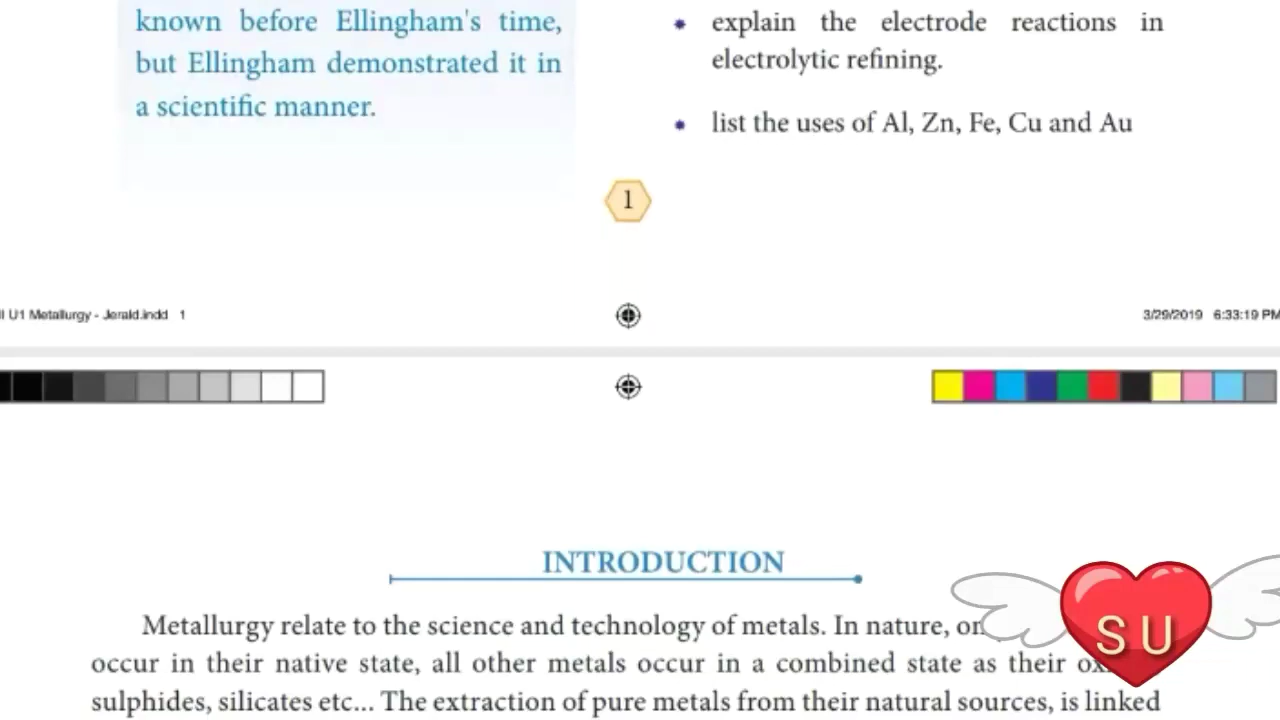 known before Ellingham's time,
but Ellingham demonstrated it in
a scientific manner.
explain the electrode reactions in
electrolytic refining.
list the uses of Al, Zn, Fe, Cu and Au
1
U1 Metallurgy - Jerald.indd 1
3/29/2019 6:33:19 PM
INTRODUCTION
Metallurgy relate to the science and technology of metals. In nature,
occur in their native state, all other metals occur in a combined state as their
sulphides, silicates etc... The extraction of pure metals from their natural sources, is linked
S U